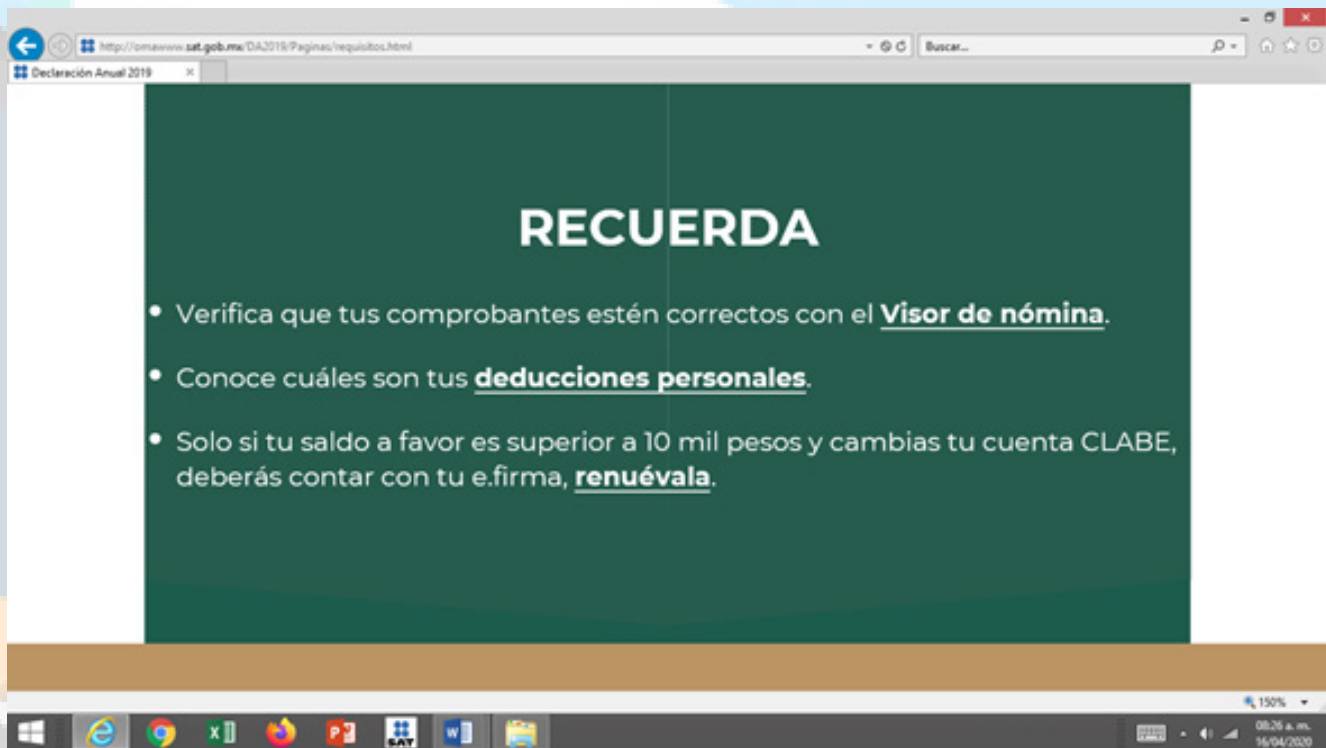 http://omawww.sat.gob.mx/DA2019/Paginas/requisitos.html
Buscar...
Declaración Anual 2019
RECUERDA
• Verifica que tus comprobantes estén correctos con el Visor de nómina.
• Conoce cuáles son tus deducciones personales.
• Solo si tu saldo a favor es superior a 10 mil pesos y cambias tu cuenta CLABE,
deberás contar con tu e.firma, renuévala.
150%
SAT
08:26 a. m.
16/04/2020